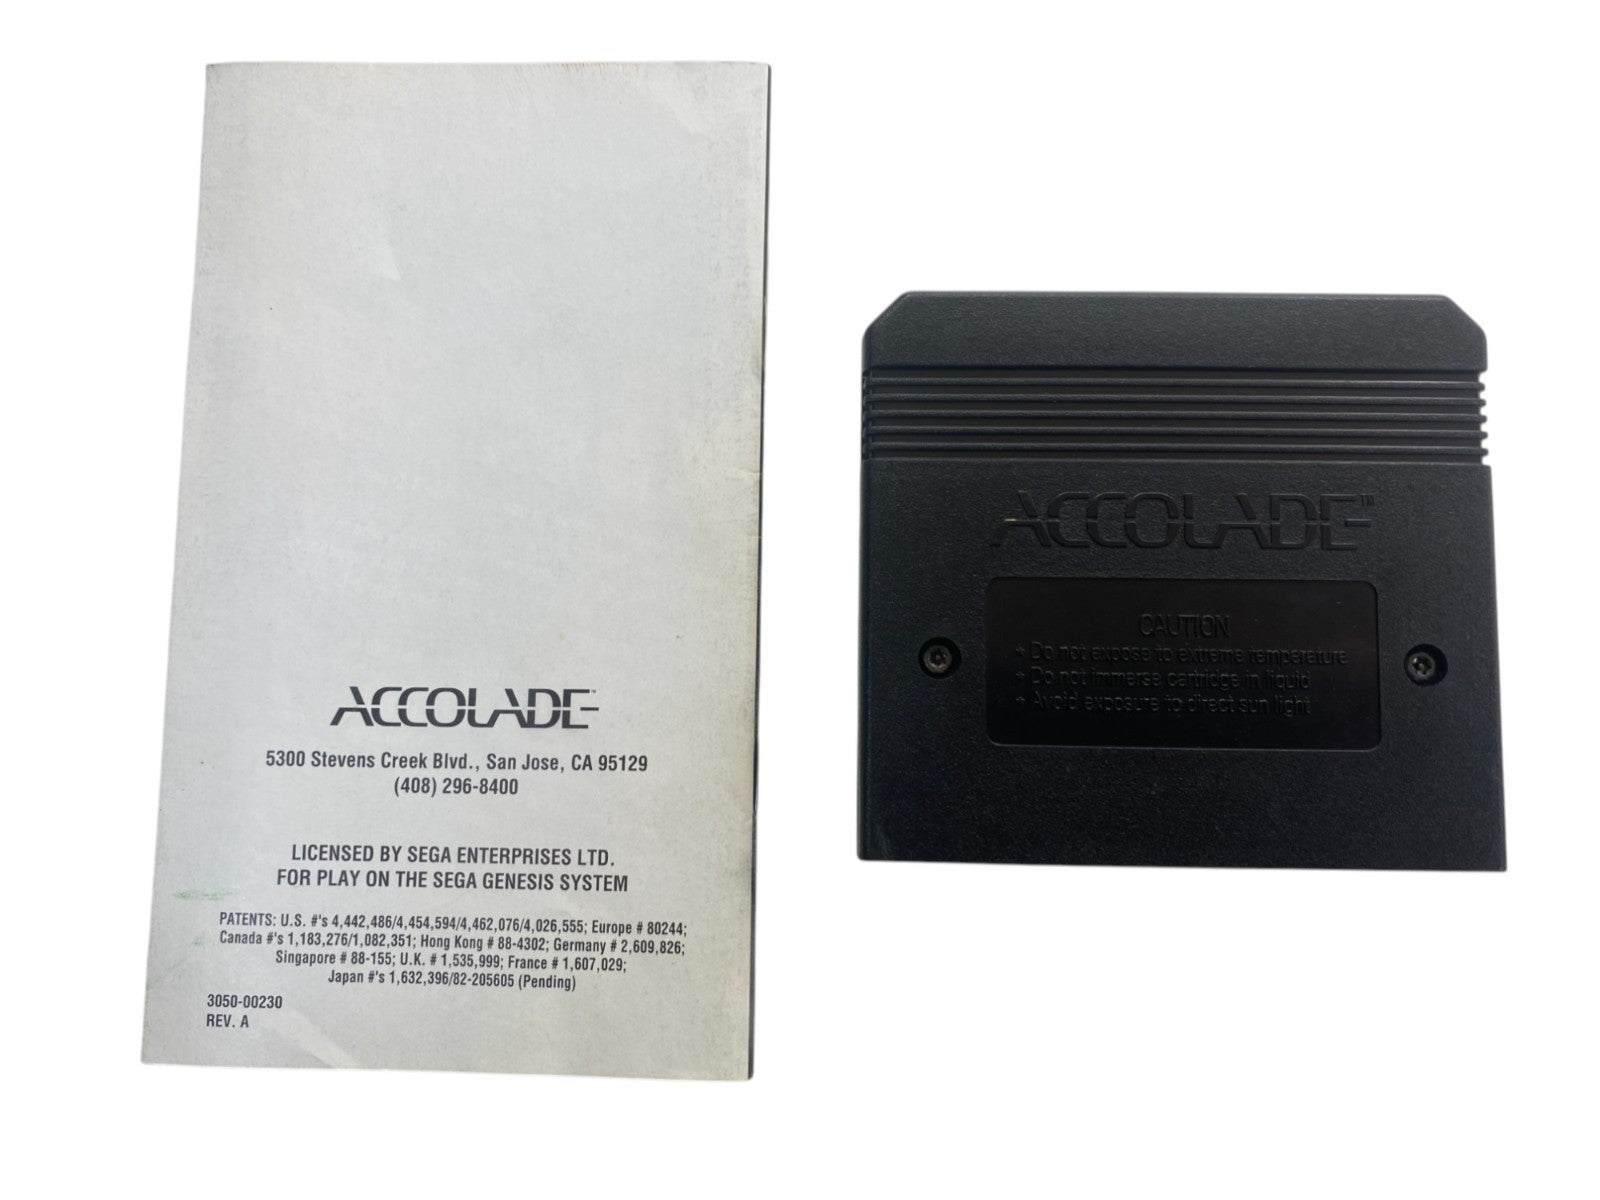 ACCOLADE™
5300 Stevens Creek Blvd., San Jose, CA 95129
(408) 296-8400
LICENSED BY SEGA ENTERPRISES LTD.
FOR PLAY ON THE SEGA GENESIS SYSTEM
PATENTS: U.S. #'s 4,442,486/4,454,594/4,462,076/4,026,555; Europe # 80244;
Canada #'s 1,183,276/1,082,351; Hong Kong # 88-4302; Germany # 2,609,826;
Singapore # 88-155; U.K. # 1,535,999; France # 1,607,029;
Japan #'s 1,632,396/82-205605 (Pending)
3050-00230
REV. A
ACCOLADE™
CAUTION
* Do not expose to extreme temperature
* Do not immerse cartridge in liquid
* Avoid exposure to direct sun light